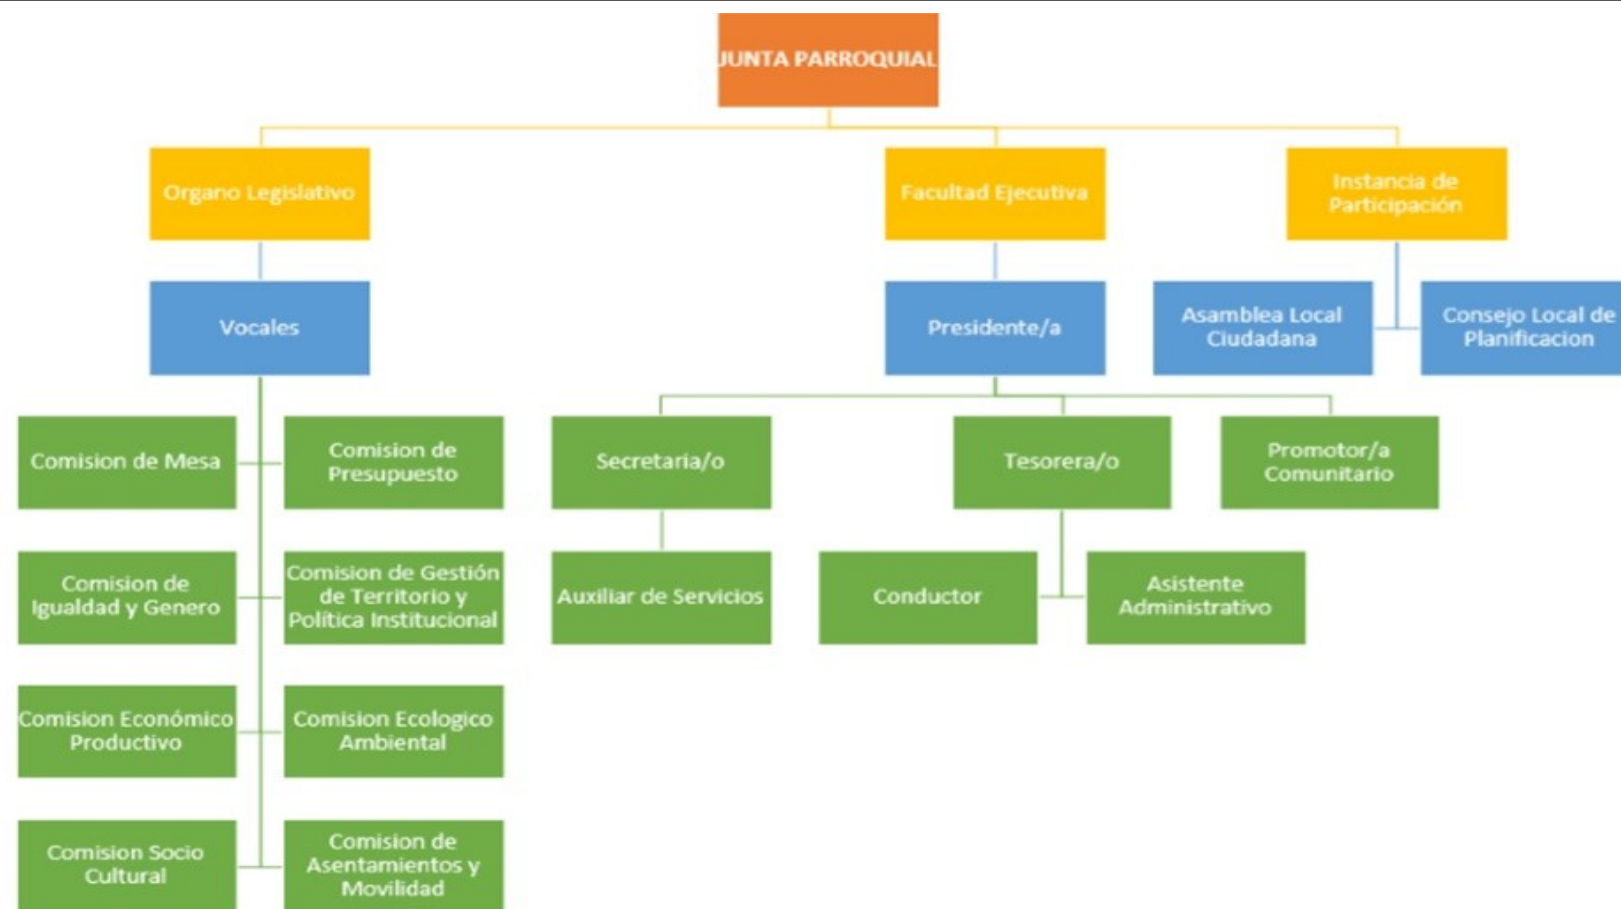 JUNTA PARROQUIAL
Organo Legislativo
Facultad Ejecutiva
Instancia de
Participación
Vocales
Presidente/a
Asamblea Local
Ciudadana
Consejo Local de
Planificacion
Comision de Mesa
Comision de
Presupuesto
Secretaria/o
Tesorera/o
Promotor/a
Comunitario
Comision de
Igualdad y Genero
Comision de Gestión
de Territorio y
Política Institucional
Auxiliar de Servicios
Conductor
Asistente
Administrativo
Comision Económico
Productivo
Comision Ecologico
Ambiental
Comision Socio
Cultural
Comision de
Asentamientos y
Movilidad